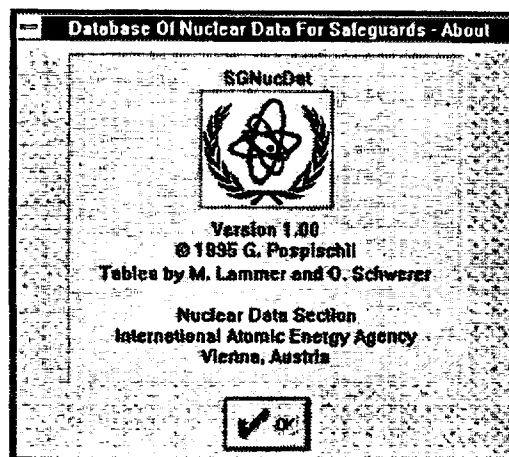 Database Of Nuclear Data For Safeguards - About
SGNucDat
Version 1.00
© 1995 G. Pospischil
Tables by M. Lammer and O. Schwerer
Nuclear Data Section
International Atomic Energy Agency
Vienna, Austria
OK